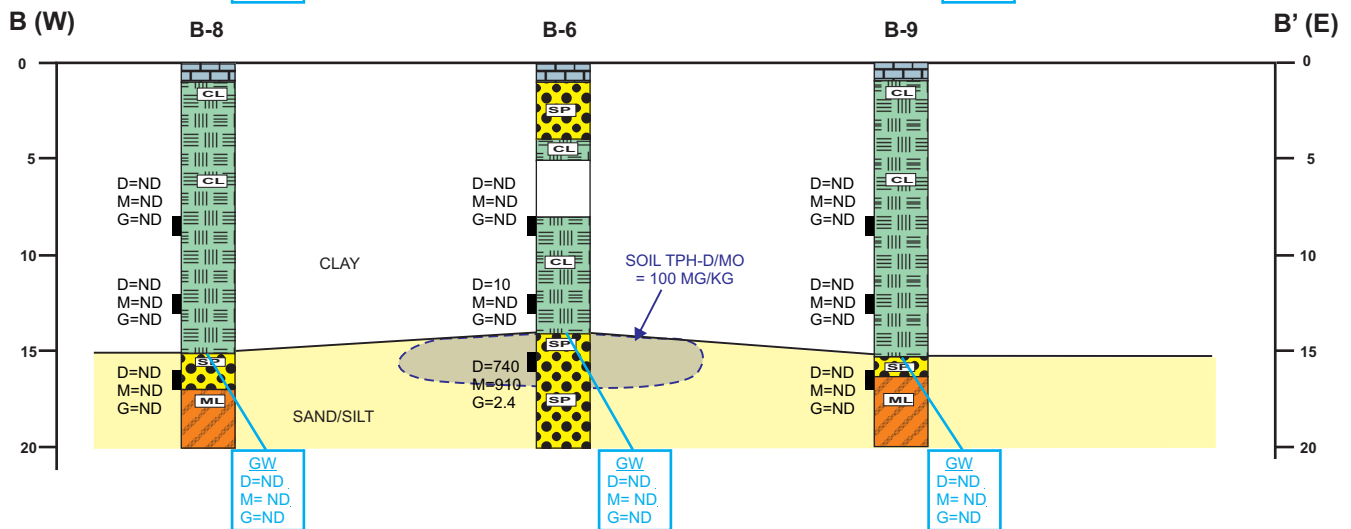 B (W)
B-8
B-6
B-9
B' (E)
0
0
CL
SP
CL
CL
5
5
CL
CL
D=ND
M=ND
G=ND
D=ND
M=ND
G=ND
D=ND
M=ND
G=ND
10
10
CLAY
CL
SOIL TPH-D/MO
= 100 MG/KG
D=ND
M=ND
G=ND
D=10
M=ND
G=ND
D=ND
M=ND
G=ND
15
15
SP
SP
SP
D=ND
M=ND
G=ND
D=740
M=910
G=2.4
D=ND
M=ND
G=ND
ML
SP
ML
SAND/SILT
20
20
GW
D=ND
M= ND
G=ND
GW
D=ND
M= ND
G=ND
GW
D=ND
M= ND
G=ND